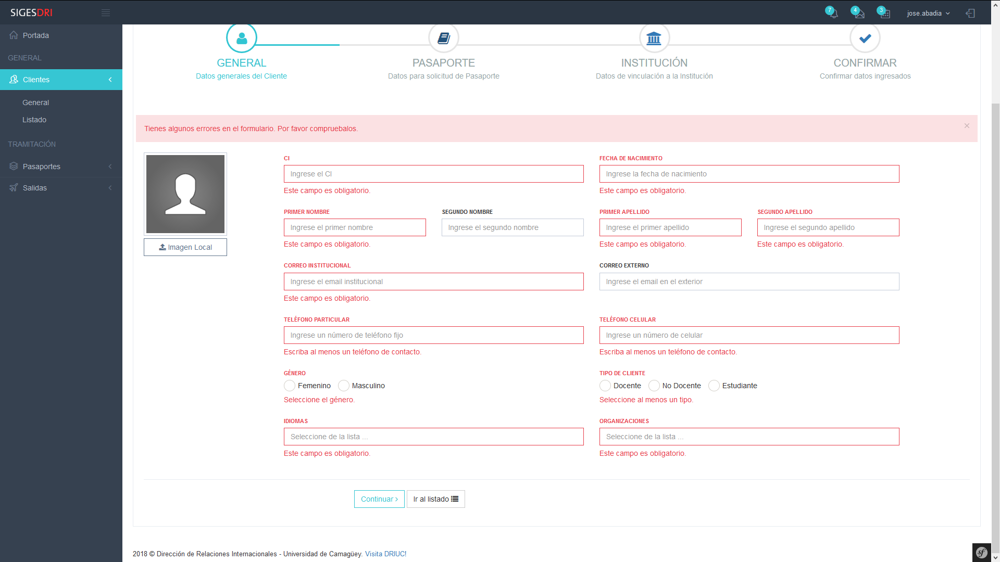 SIGESDRI
7
4
3
jose.abadia
Portada
GENERAL
Clientes
General
Listado
TRAMITACIÓN
Pasaportes
Salidas
GENERAL
Datos generales del Cliente
PASAPORTE
Datos para solicitud de Pasaporte
INSTITUCIÓN
Datos de vinculación a la Institución
CONFIRMAR
Confirmar datos ingresados
Tienes algunos errores en el formulario. Por favor compruebalos.
×
Imagen Local
CI
Ingrese el CI
Este campo es obligatorio.
FECHA DE NACIMIENTO
Ingrese la fecha de nacimiento
Este campo es obligatorio.
PRIMER NOMBRE
Ingrese el primer nombre
Este campo es obligatorio.
SEGUNDO NOMBRE
Ingrese el segundo nombre
PRIMER APELLIDO
Ingrese el primer apellido
Este campo es obligatorio.
SEGUNDO APELLIDO
Ingrese el segundo apellido
Este campo es obligatorio.
CORREO INSTITUCIONAL
Ingrese el email institucional
Este campo es obligatorio.
CORREO EXTERNO
Ingrese el email en el exterior
TELÉFONO PARTICULAR
Ingrese un número de teléfono fijo
Escriba al menos un teléfono de contacto.
TELÉFONO CELULAR
Ingrese un número de celular
Escriba al menos un teléfono de contacto.
GÉNERO
Femenino Masculino
Seleccione el género.
TIPO DE CLIENTE
Docente No Docente Estudiante
Seleccione al menos un tipo.
IDIOMAS
Seleccione de la lista ...
Este campo es obligatorio.
ORGANIZACIONES
Seleccione de la lista ...
Este campo es obligatorio.
Continuar
Ir al listado
2018 © Dirección de Relaciones Internacionales - Universidad de Camagüey. Visita DRIUC!
sf